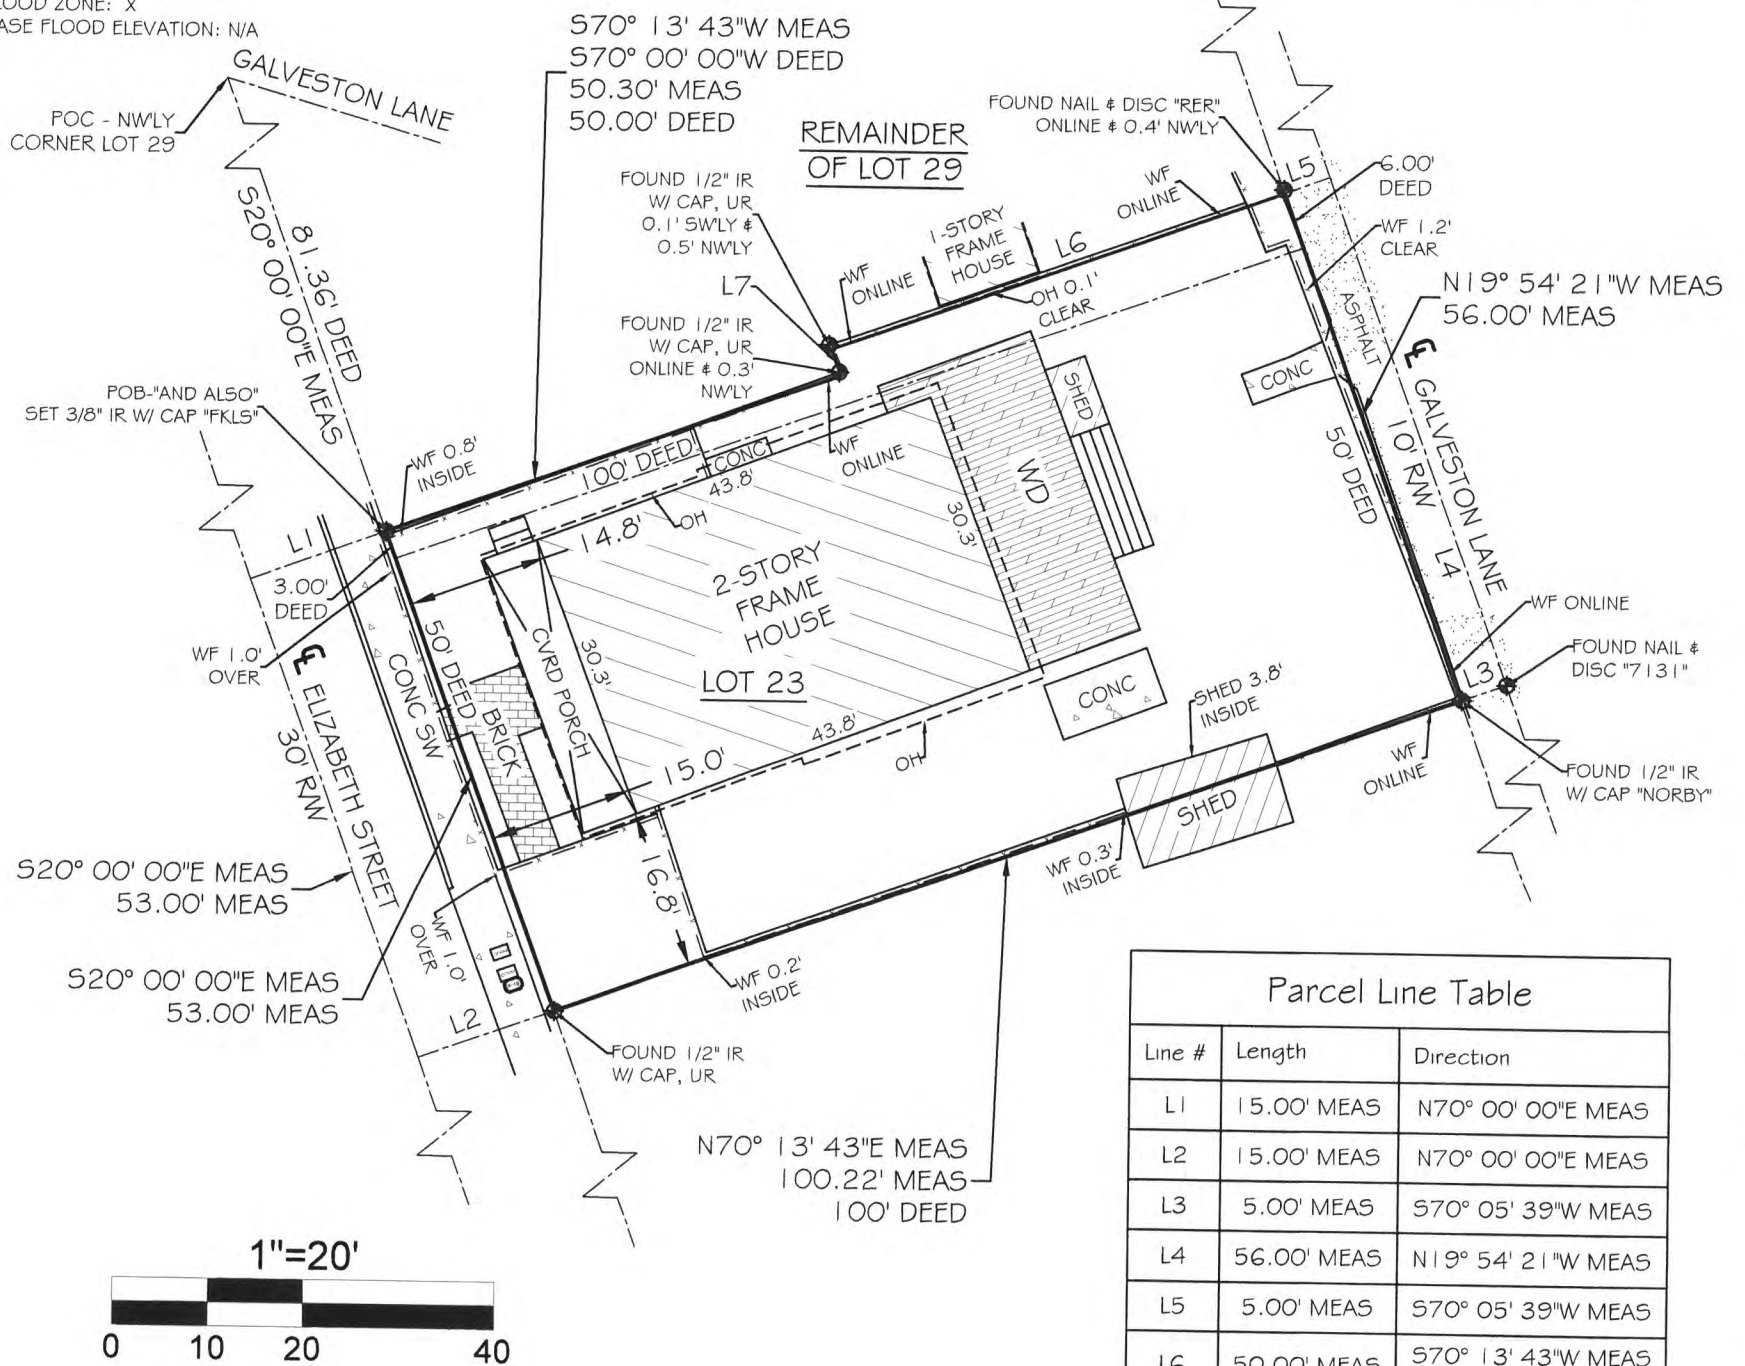 LOOD ZONE: X
ASE FLOOD ELEVATION: N/A
GALVESTON LANE
POC - NW'LY
CORNER LOT 29
S70° 13' 43"W MEAS
S70° 00' 00"W DEED
50.30' MEAS
50.00' DEED
REMAINDER
OF LOT 29
FOUND NAIL & DISC "RER"
ONLINE & 0.4' NW'LY
L5
6.00'
DEED
WF 1.2'
CLEAR
N19° 54' 21"W MEAS
56.00' MEAS
FOUND 1/2" IR
W/ CAP, UR
0.1' SW'LY &
0.5' NW'LY
L7
FOUND 1/2" IR
W/ CAP, UR
ONLINE & 0.3'
NW'LY
WF
ONLINE
1-STORY
FRAME
HOUSE
L6
WF
ONLINE
OH 0.1'
CLEAR
ASPHALT
CONC
GALVESTON LANE
10' R/W
L4
50' DEED
81.36' DEED
S20° 00' 00"E MEAS
POB-"AND ALSO"
SET 3/8" IR W/ CAP "FKLS"
WF 0.8'
INSIDE
100' DEED
CONC
43.8'
WF
ONLINE
OH
14.8'
SHED
WD
30.3'
2-STORY
FRAME
HOUSE
LOT 23
L1
3.00'
DEED
WF 1.0'
OVER
50' DEED
CONC SW
BRICK
CVRD PORCH
30.3'
ELIZABETH STREET
30' R/W
15.0'
43.8'
OH
CONC
SHED 3.8'
INSIDE
SHED
WF ONLINE
L3
FOUND NAIL &
DISC "7131"
WF
ONLINE
FOUND 1/2" IR
W/ CAP "NORBY"
S20° 00' 00"E MEAS
53.00' MEAS
S20° 00' 00"E MEAS
53.00' MEAS
WF 1.0'
OVER
16.8'
WF 0.3'
INSIDE
WF 0.2'
INSIDE
L2
FOUND 1/2" IR
W/ CAP, UR
N70° 13' 43"E MEAS
100.22' MEAS
100' DEED
1"=20'
0 10 20 40
Parcel Line Table
Line # Length Direction
L1 15.00' MEAS N70° 00' 00"E MEAS
L2 15.00' MEAS N70° 00' 00"E MEAS
L3 5.00' MEAS S70° 05' 39"W MEAS
L4 56.00' MEAS N19° 54' 21"W MEAS
L5 5.00' MEAS S70° 05' 39"W MEAS
L6 50.00' MEAS S70° 13' 43"W MEAS